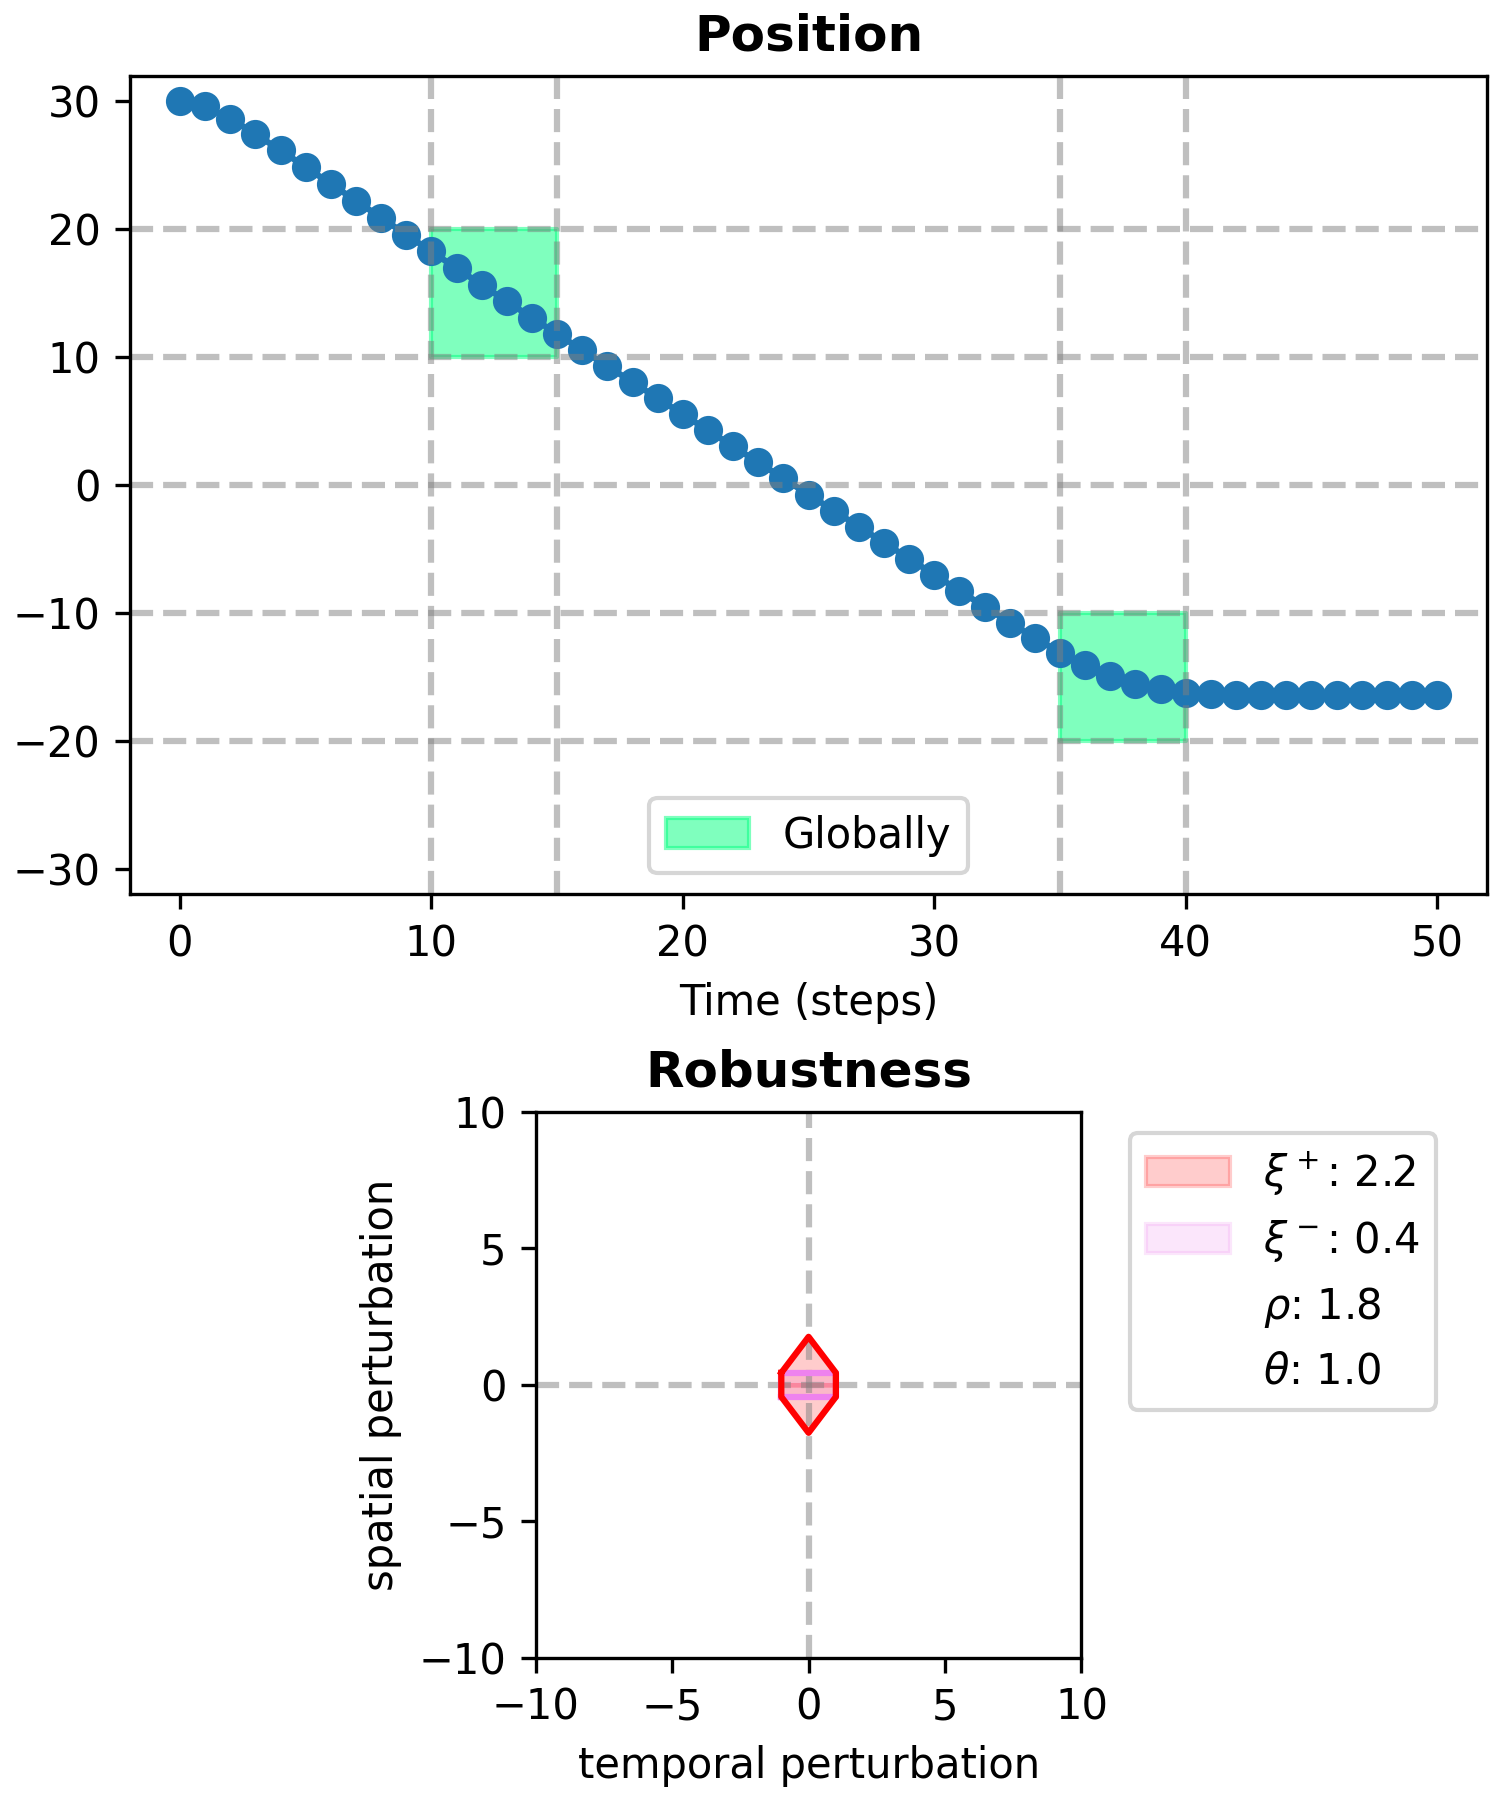 Position
30
20
10
0
−10
−20
−30
Globally
0 10 20 30 40 50
Time (steps)
Robustness
10
5
0
−5
−10
spatial perturbation
−10 −5 0 5 10
temporal perturbation
ξ⁺: 2.2
ξ⁻: 0.4
ρ: 1.8
θ: 1.0